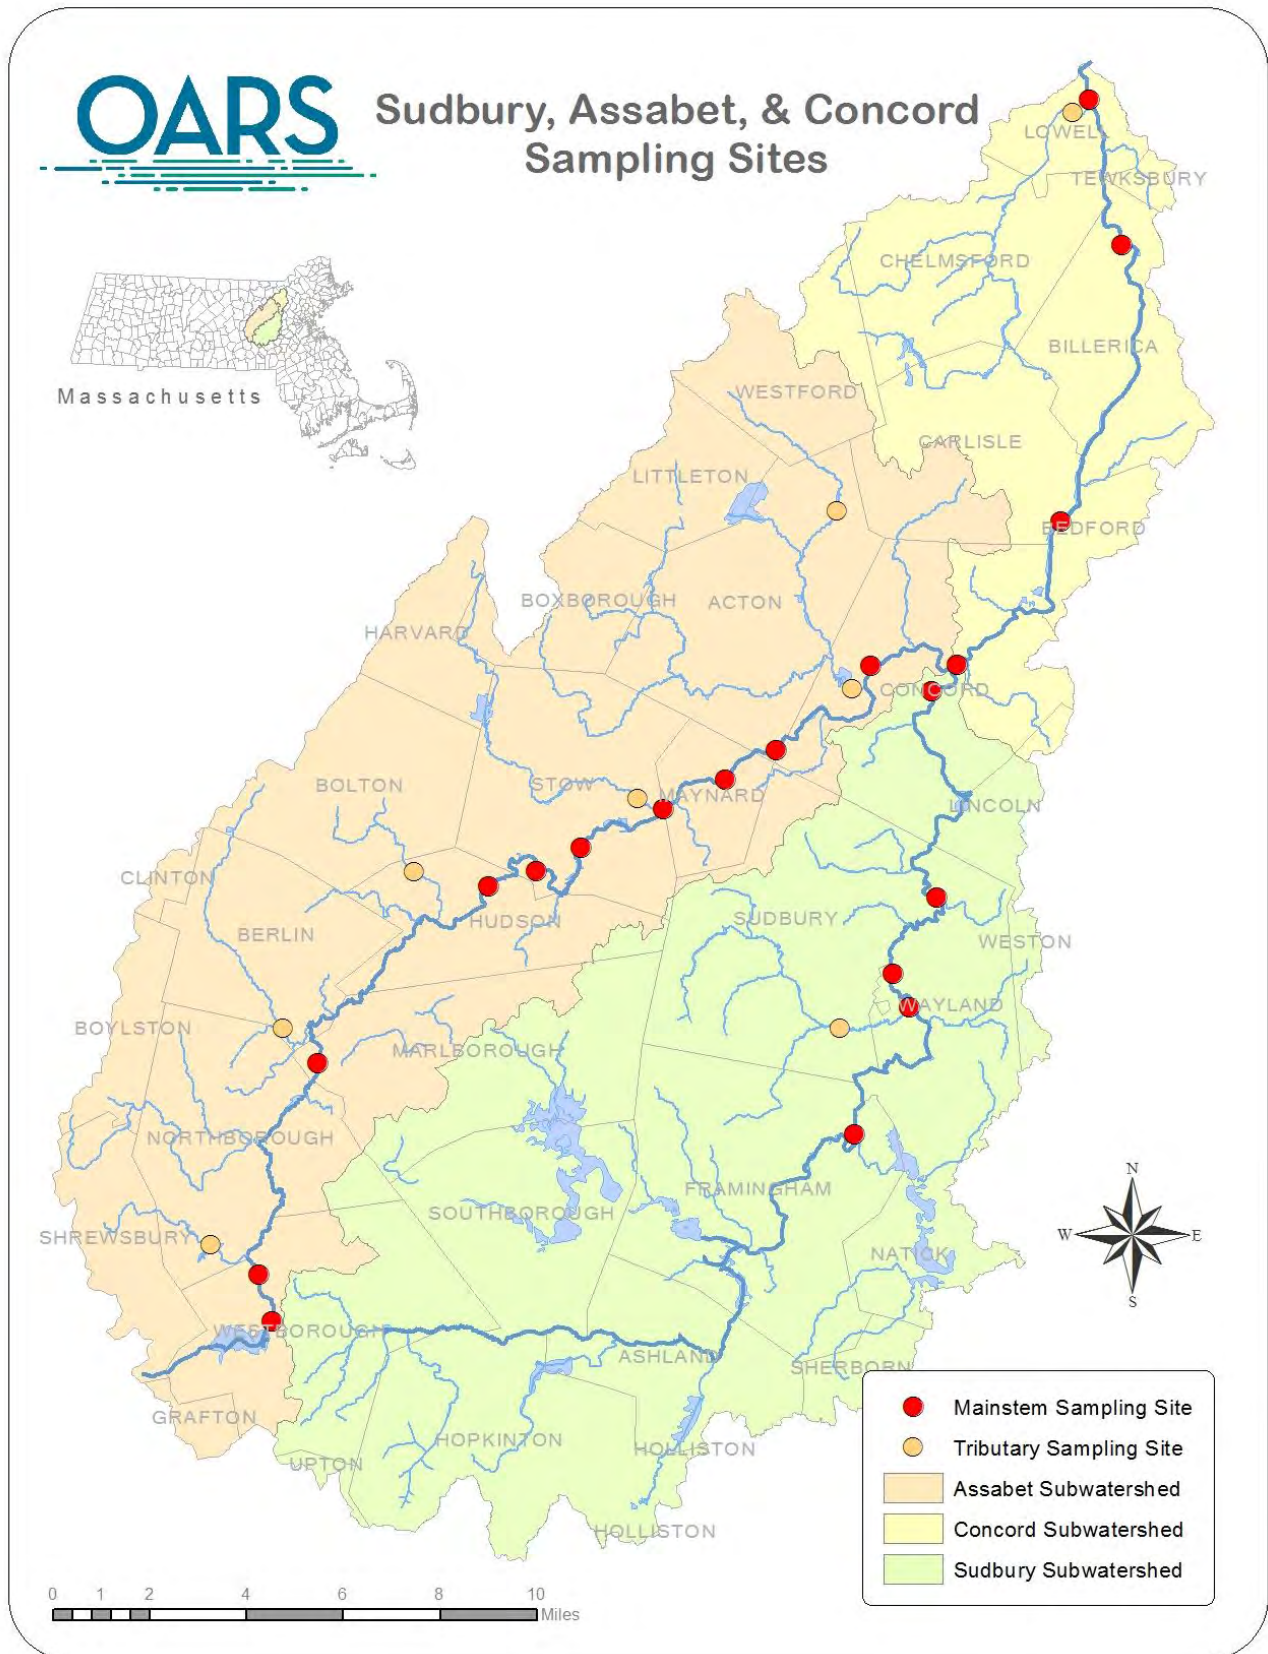 OARS
Sudbury, Assabet, & Concord
Sampling Sites
Massachusetts
LOWELL
TEWKSBURY
CHELMSFORD
BILLERICA
WESTFORD
CARLISLE
LITTLETON
BEDFORD
BOXBOROUGH
ACTON
HARVARD
CONCORD
BOLTON
STOW
MAYNARD
LINCOLN
CLINTON
HUDSON
SUDBURY
BERLIN
WESTON
WAYLAND
BOYLSTON
MARLBOROUGH
NORTHBOROUGH
FRAMINGHAM
SOUTHBOROUGH
SHREWSBURY
NATICK
WESTBOROUGH
ASHLAND
SHERBORN
GRAFTON
HOPKINTON
HOLLISTON
UPTON
HOLLISTON
N
W
E
S
Mainstem Sampling Site
Tributary Sampling Site
Assabet Subwatershed
Concord Subwatershed
Sudbury Subwatershed
0 1 2 4 6 8 10
Miles